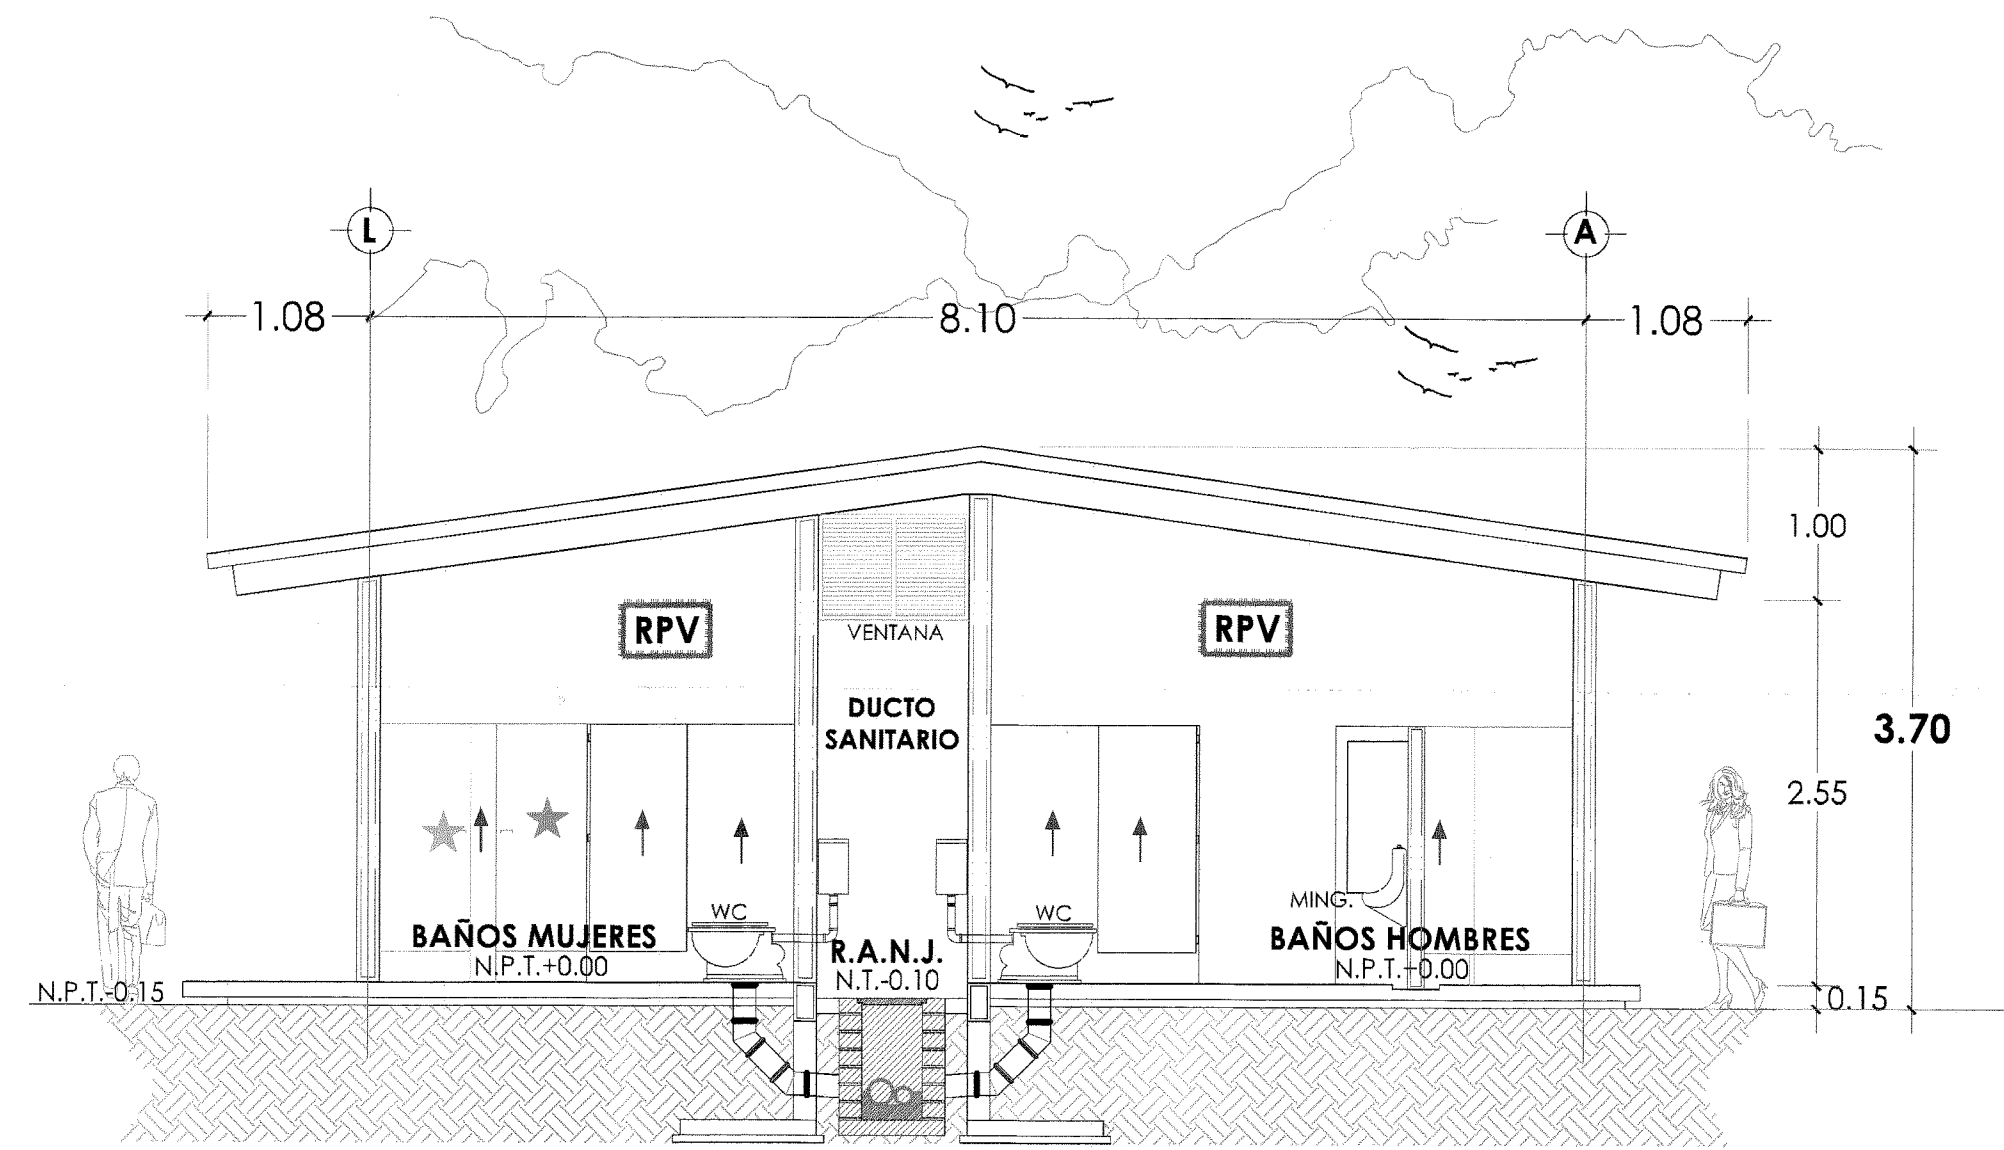 L
A
1.08
8.10
1.08
1.00
RPV
RPV
VENTANA
DUCTO
SANITARIO
3.70
2.55
WC
WC
MING.
BAÑOS MUJERES
N.P.T.+0.00
R.A.N.J.
N.T.-0.10
BAÑOS HOMBRES
N.P.T.+0.00
N.P.T.-0.15
0.15